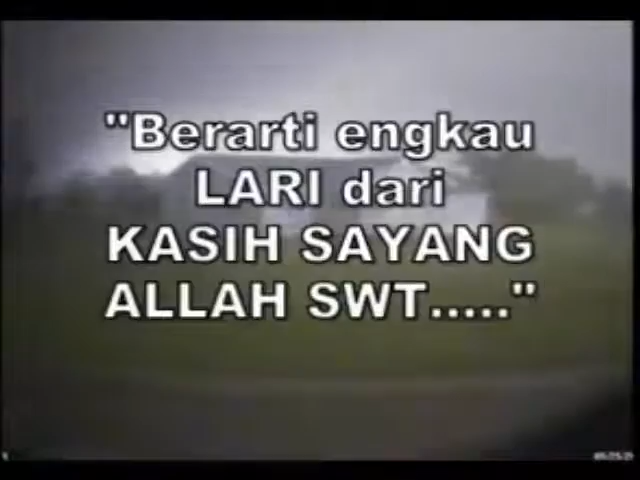 "Berarti engkau
LARI dari
KASIH SAYANG
ALLAH SWT....."